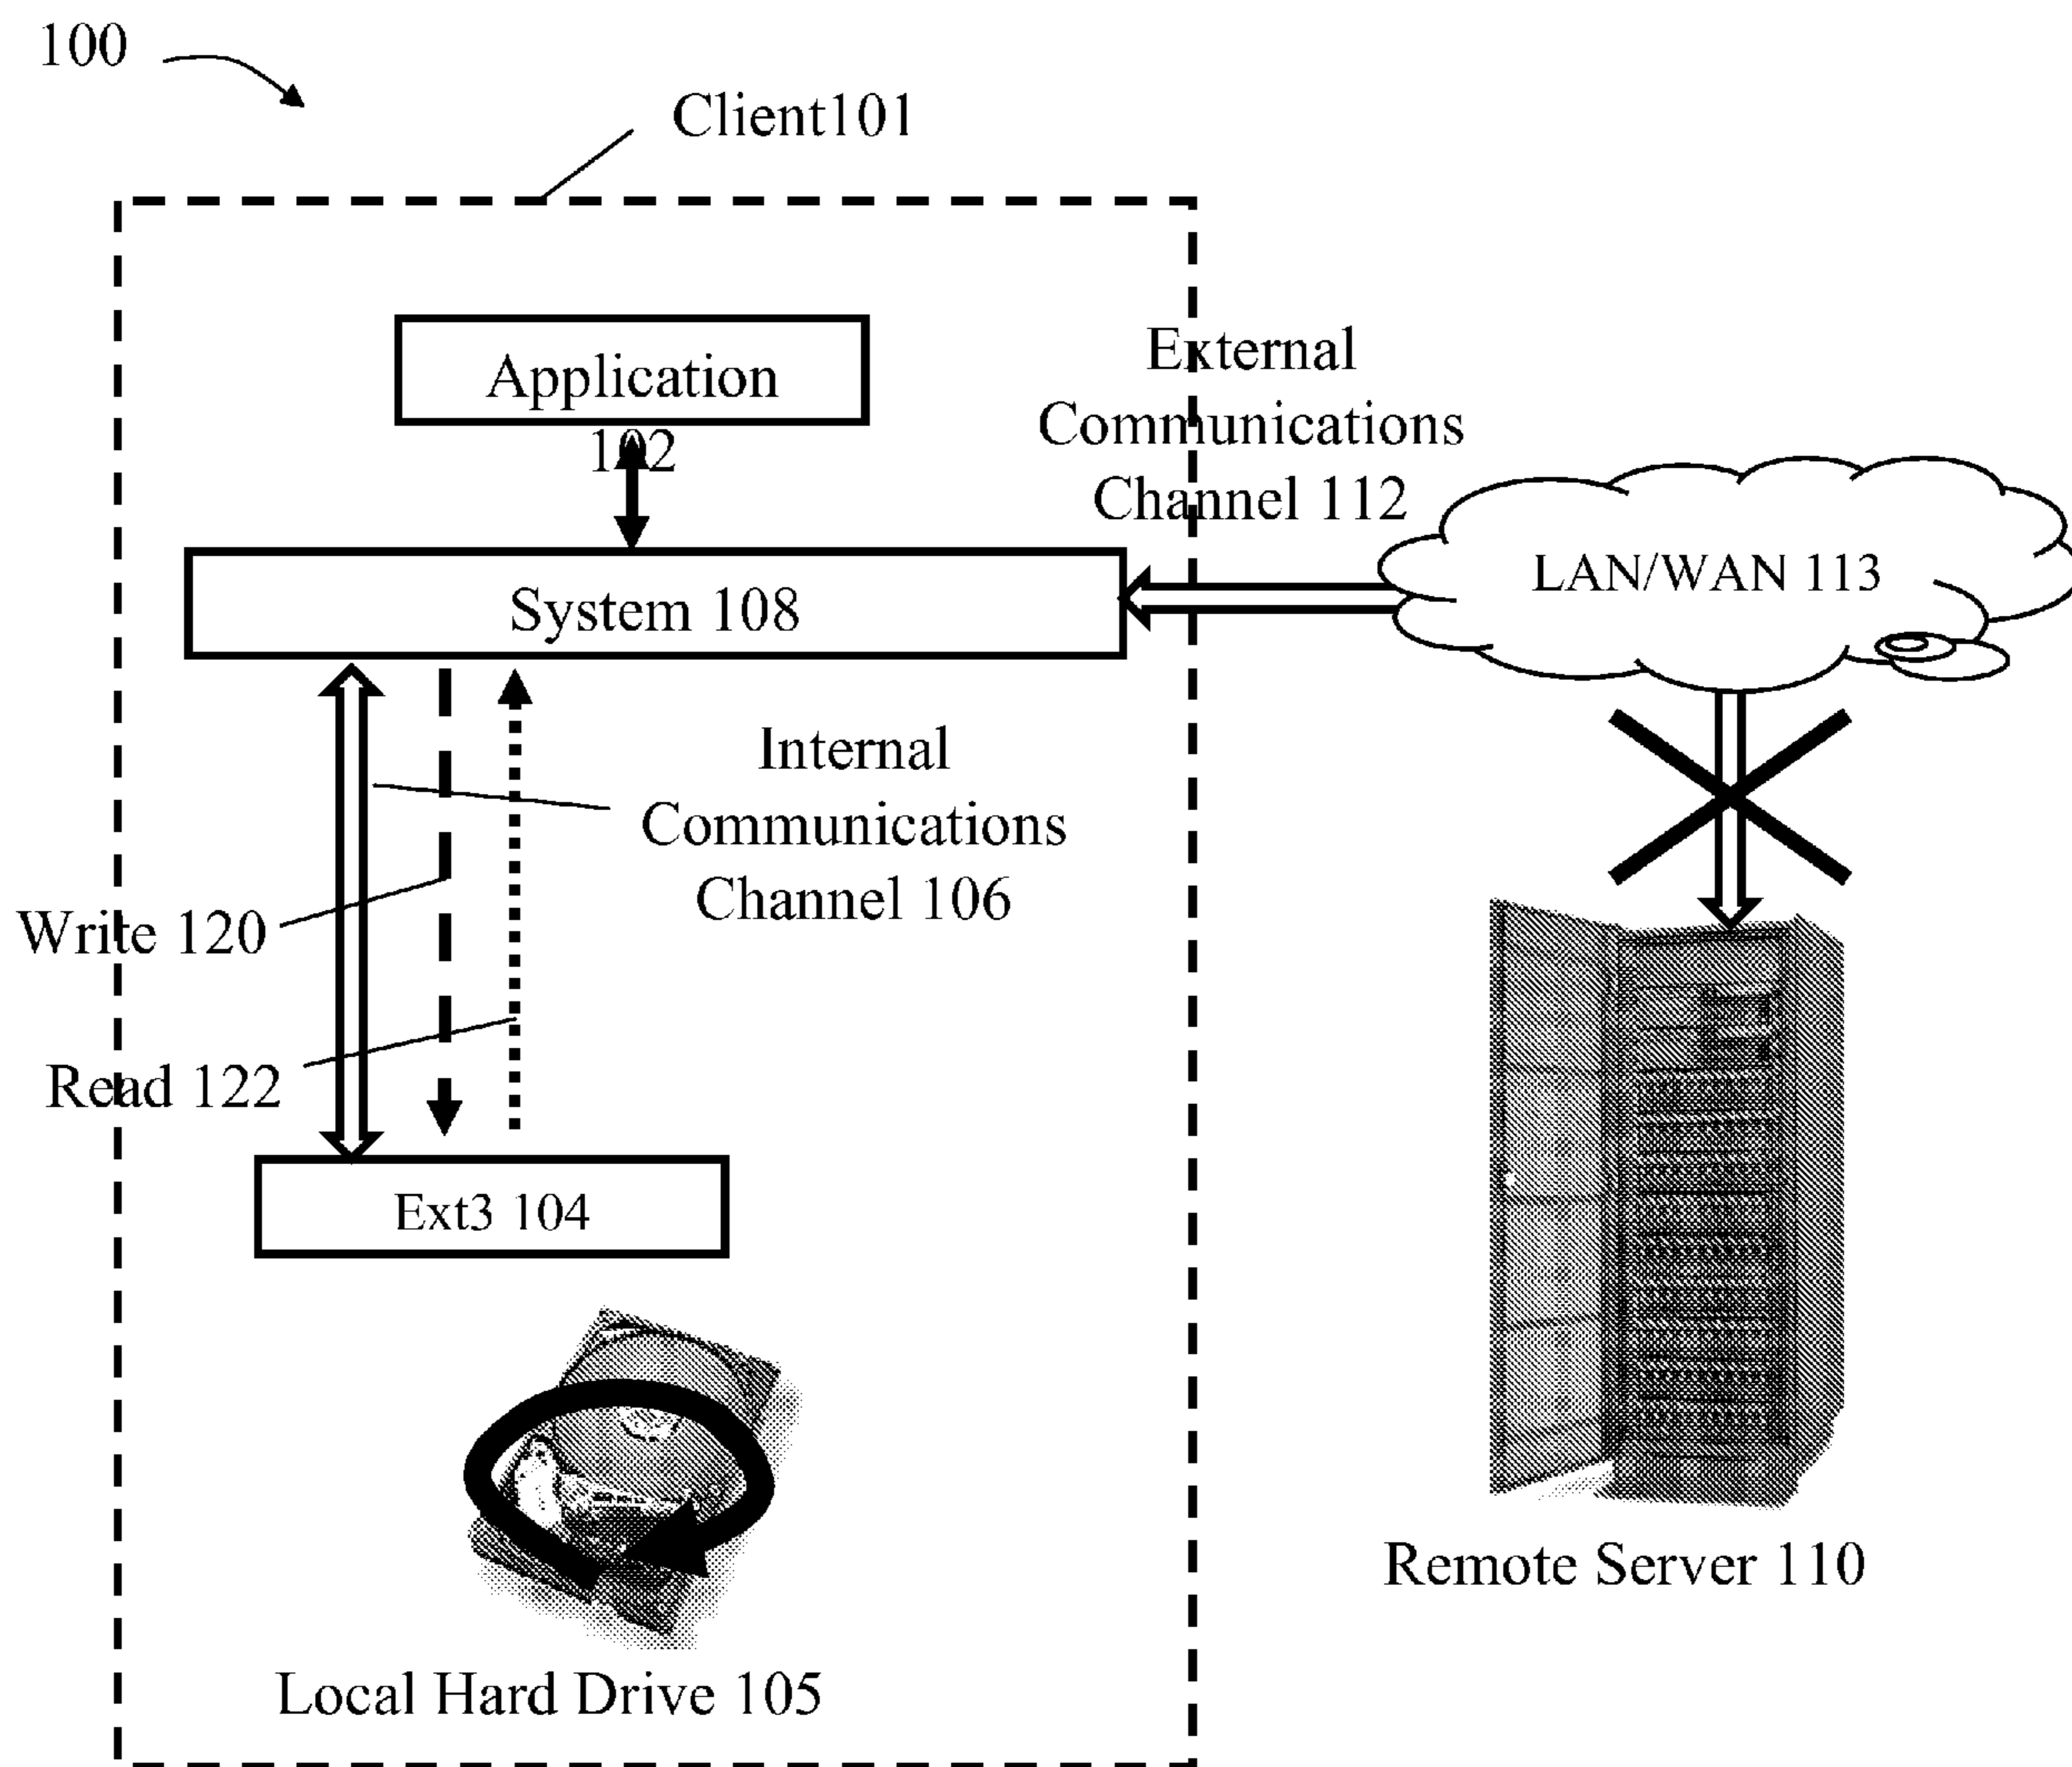 100
Client101
Application
102
External
Communications
Channel 112
LAN/WAN 113
System 108
Internal
Communications
Channel 106
Write 120
Read 122
Ext3 104
Remote Server 110
Local Hard Drive 105